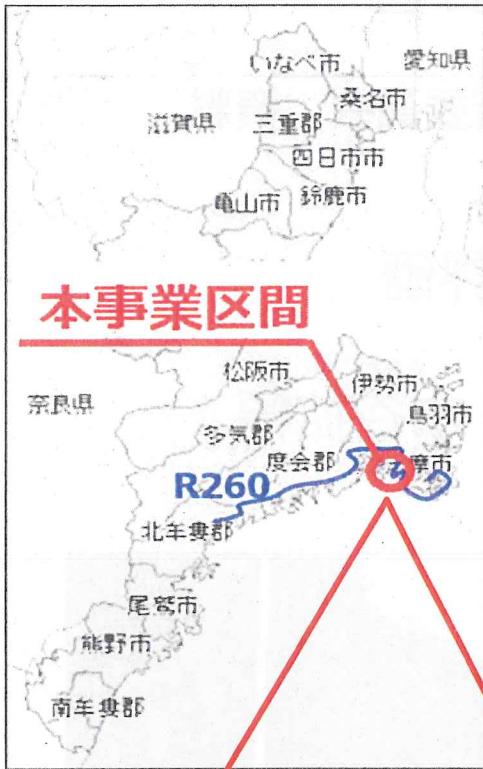 いなべ市
愛知県
桑名市
滋賀県
三重郡
四日市市
亀山市
鈴鹿市
本事業区間
松阪市
伊勢市
奈良県
鳥羽市
多気郡
度会郡
摩市
R260
北牟婁郡
尾鷲市
熊野市
南牟婁郡